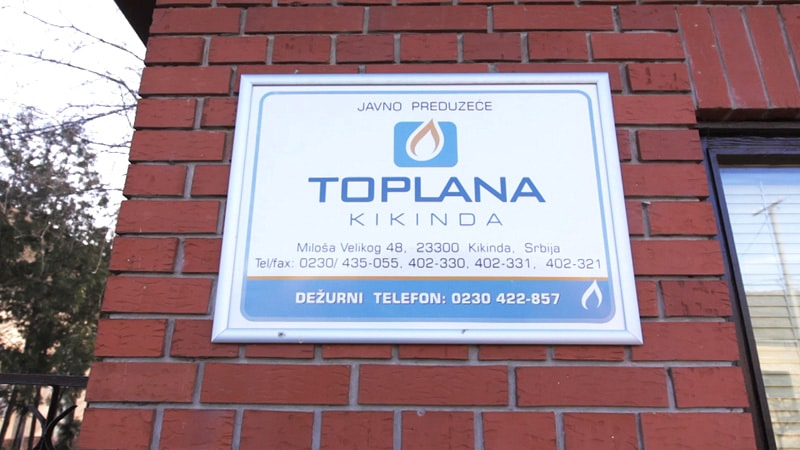 JAVNO PREDUZEĆE
TOPLANA
KIKINDA
Miloša Velikog 48, 23300 Kikinda, Srbija
Tel/fax: 0230/ 435-055, 402-330, 402-331, 402-321
DEŽURNI TELEFON: 0230 422-857